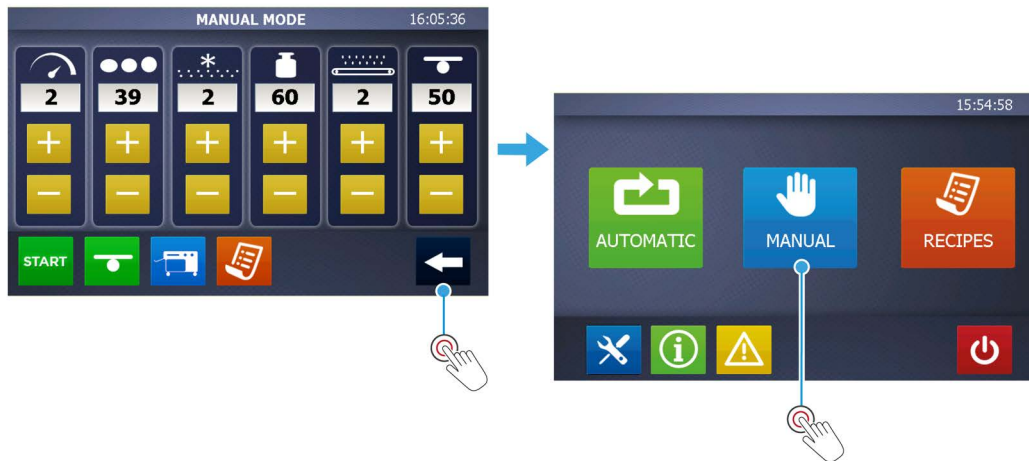 MANUAL MODE 16:05:36
2 39 2 60 2 50
+ + + + + +
− − − − − −
START
15:54:58
AUTOMATIC MANUAL RECIPES